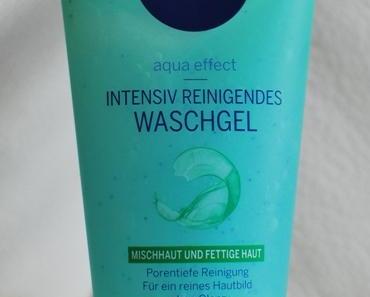 aqua effect
INTENSIV REINIGENDES
WASCHGEL
MISCHHAUT UND FETTIGE HAUT
Porentiefe Reinigung
Für ein reines Hautbild